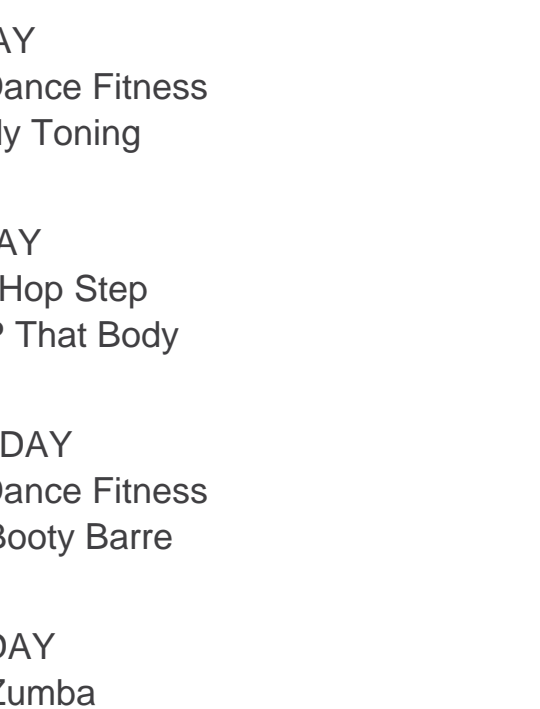 AY
Dance Fitness
ly Toning
AY
Hop Step
That Body
DAY
Dance Fitness
Booty Barre
DAY
Zumba